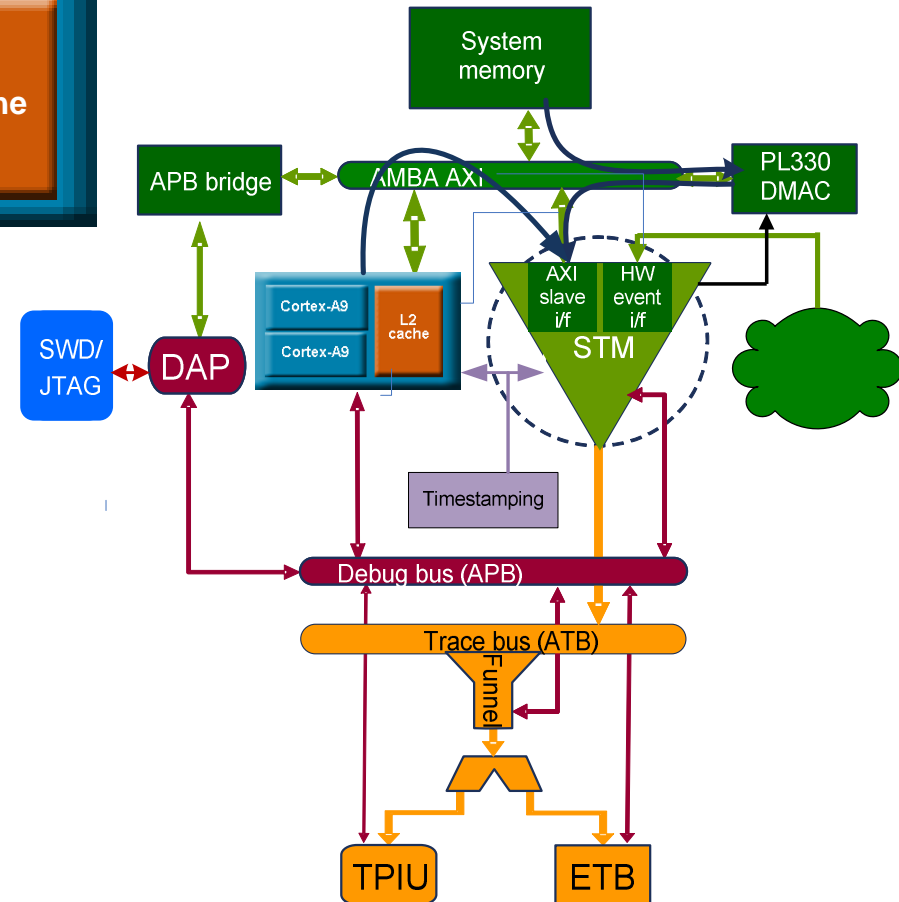 System
memory
ne
APB bridge
AMBA AXI
PL330
DMAC
AXI
slave
i/f
HW
event
i/f
STM
Cortex-A9
Cortex-A9
L2
cache
SWD/
JTAG
DAP
Timestamping
Debug bus (APB)
Trace bus (ATB)
Funnel
TPIU
ETB